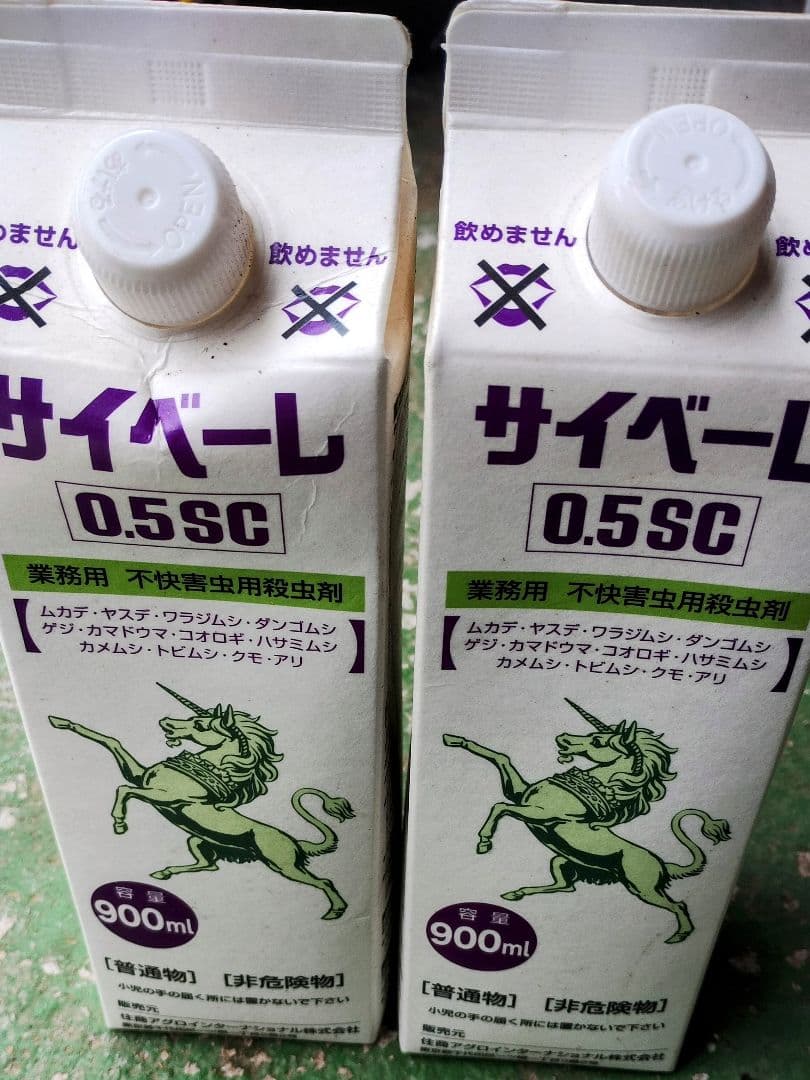 OPEN
飲めません
飲めません
サイベーレ
0.5SC
業務用 不快害虫用殺虫剤
ムカデ・ヤスデ・ワラジムシ・ダンゴムシ
ゲジ・カマドウマ・コオロギ・ハサミムシ
カメムシ・トビムシ・クモ・アリ
容量
900ml
[普通物] [非危険物]
小児の手の届く所には置かないで下さい
販売元
住商アグロインターナショナル株式会社
OPEN
飲めません
飲め
サイベーレ
0.5SC
業務用 不快害虫用殺虫剤
ムカデ・ヤスデ・ワラジムシ・ダンゴムシ
ゲジ・カマドウマ・コオロギ・ハサミムシ
カメムシ・トビムシ・クモ・アリ
容量
900ml
[普通物] [非危険物]
小児の手の届く所には置かないで下さい
販売元
住商アグロインターナショナル株式会社